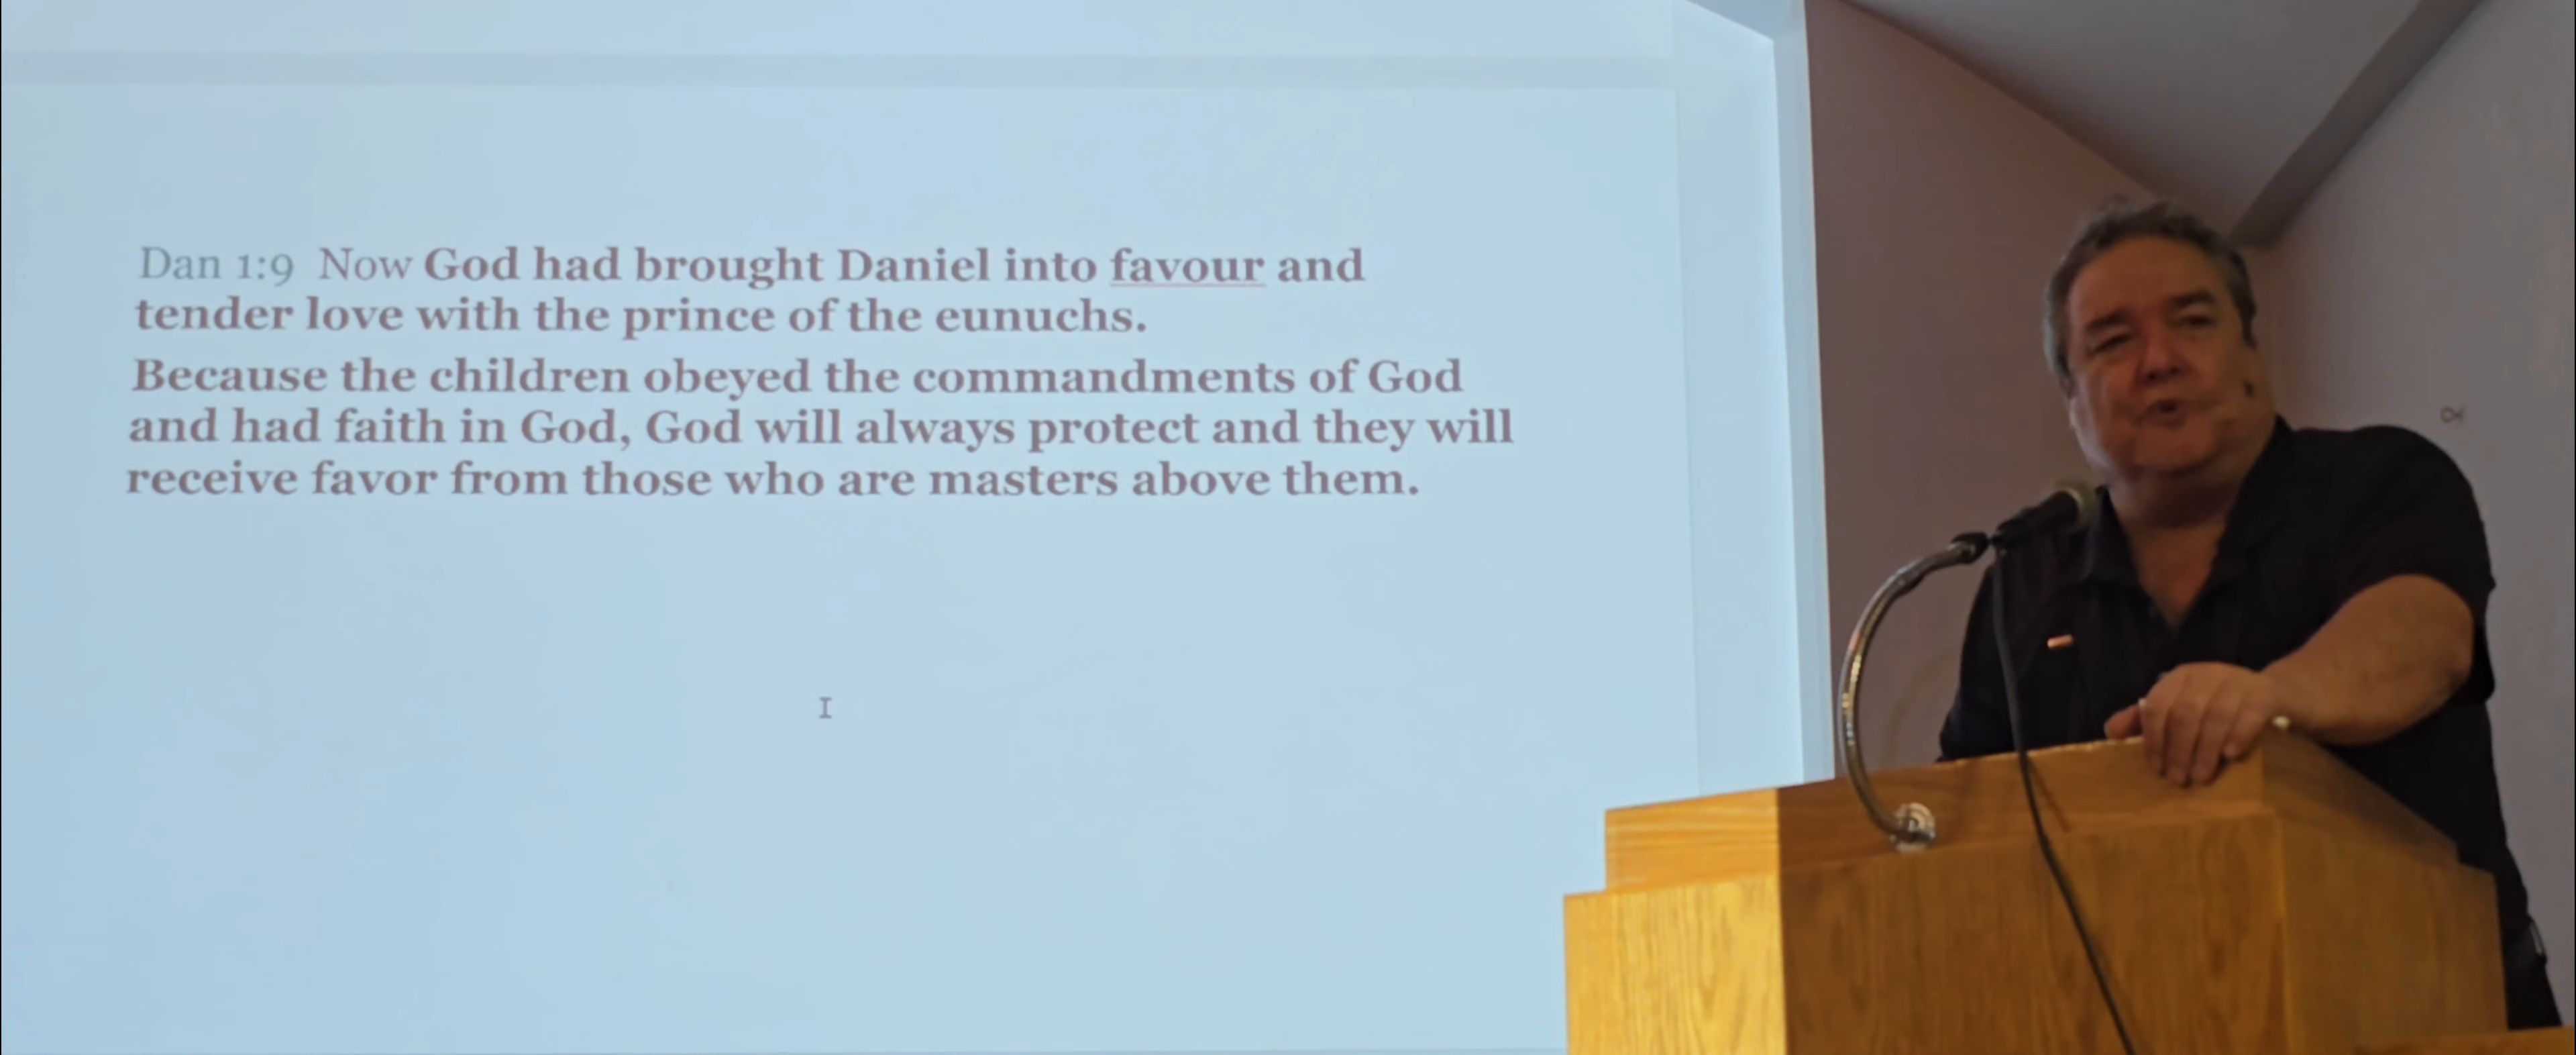 Dan 1:9 Now God had brought Daniel into favour and
tender love with the prince of the eunuchs.
Because the children obeyed the commandments of God
and had faith in God, God will always protect and they will
receive favor from those who are masters above them.